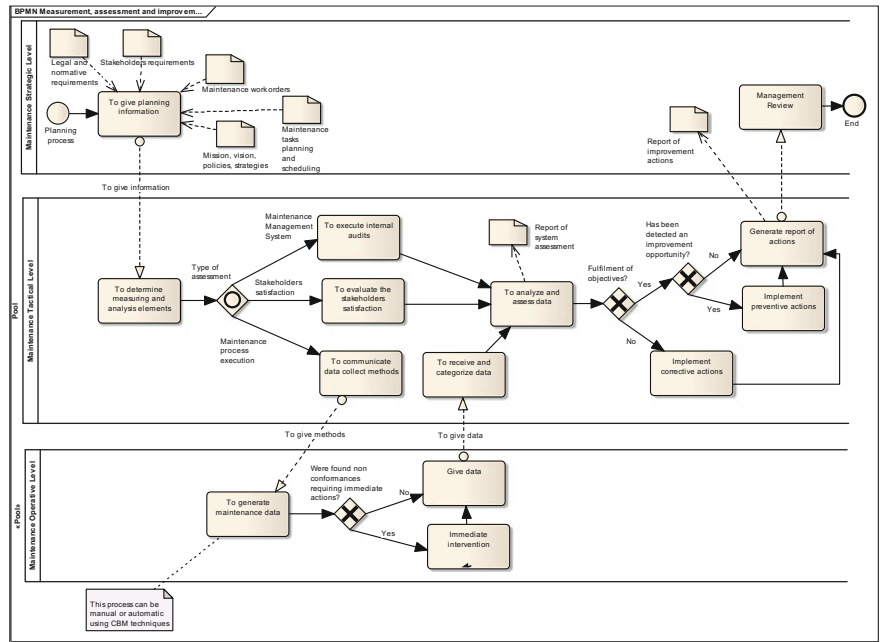 BPMN Measurement, assessment and improvem...
Maintenance Strategic Level
Legal and
normative
requirements
Stakeholders requirements
Maintenance work orders
To give planning
information
Planning
process
Mission, vision,
policies, strategies
Maintenance
tasks
planning
and
scheduling
Report of
improvement
actions
Management
Review
End
To give information
Pool
Maintenance Tactical Level
To determine
measuring and
analysis elements
Type of
assessment
Maintenance
Management
System
To execute internal
audits
Stakeholders
satisfaction
To evaluate the
stakeholders
satisfaction
Maintenance
process
execution
To communicate
data collect methods
To receive and
categorize data
Report of
system
assessment
To analyze and
assess data
Fulfilment of
objectives?
Yes
No
Has been
detected an
improvement
opportunity?
No
Yes
Generate report of
actions
Implement
preventive actions
Implement
corrective actions
To give methods
To give data
«Pool»
Maintenance Operative Level
To generate
maintenance data
Were found non
conformances
requiring immediate
actions?
No
Yes
Give data
Immediate
intervention
This process can be
manual or automatic
using CBM techniques